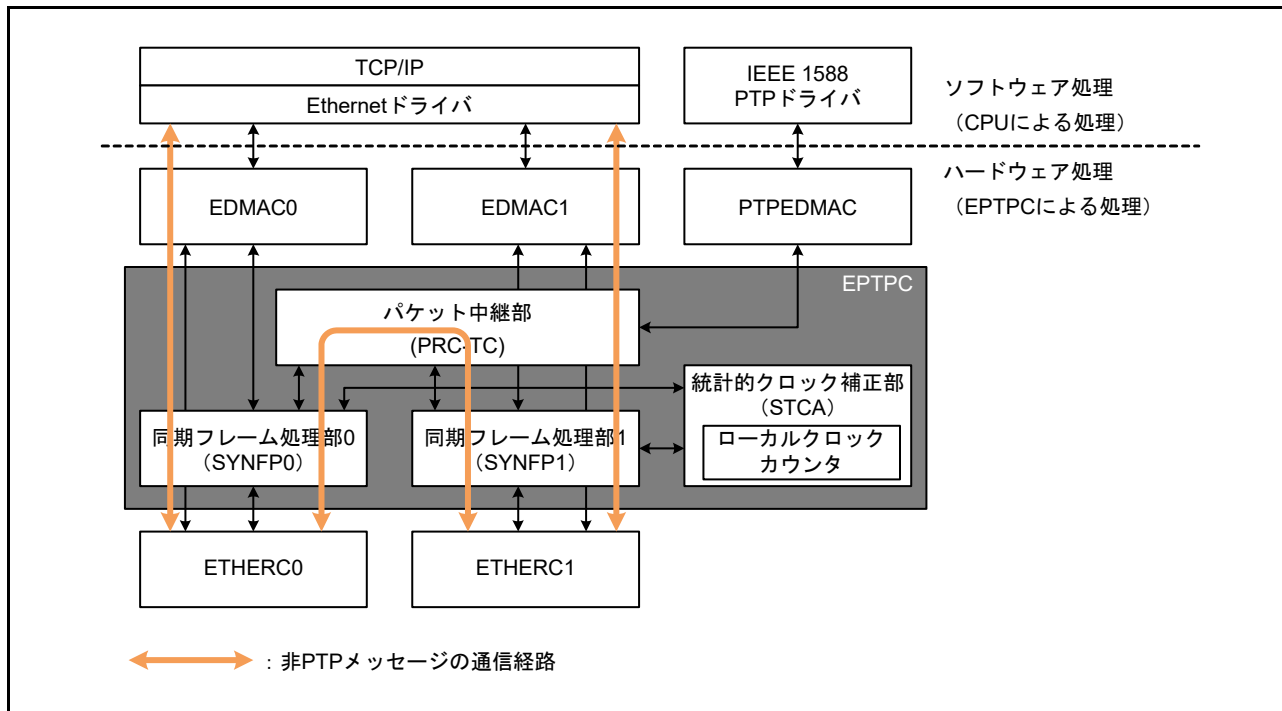 TCP/IP
Ethernetドライバ
IEEE 1588
PTPドライバ
ソフトウェア処理
(CPUによる処理)
EDMAC0
EDMAC1
PTPEDMAC
ハードウェア処理
(EPTPCによる処理)
EPTPC
パケット中継部
(PRC-TC)
統計的クロック補正部
(STCA)
ローカルクロック
カウンタ
同期フレーム処理部0
(SYNFP0)
同期フレーム処理部1
(SYNFP1)
ETHERC0
ETHERC1
:非PTPメッセージの通信経路